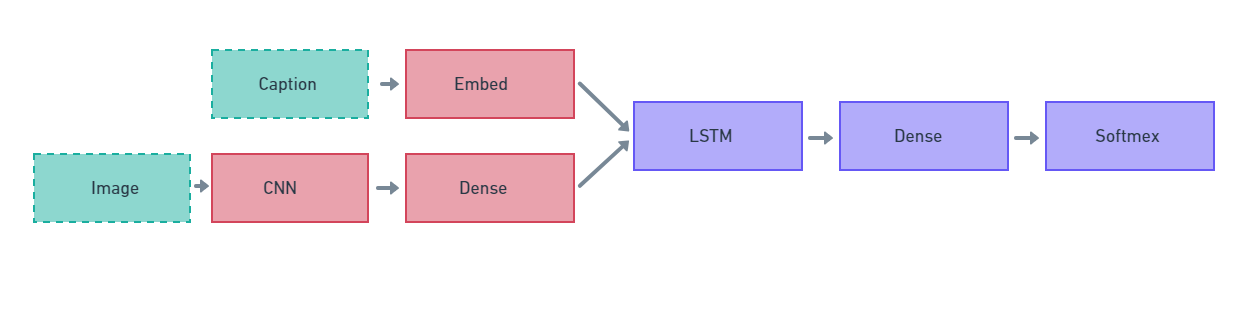 Caption
Embed
LSTM
Dense
Softmex
Image
CNN
Dense